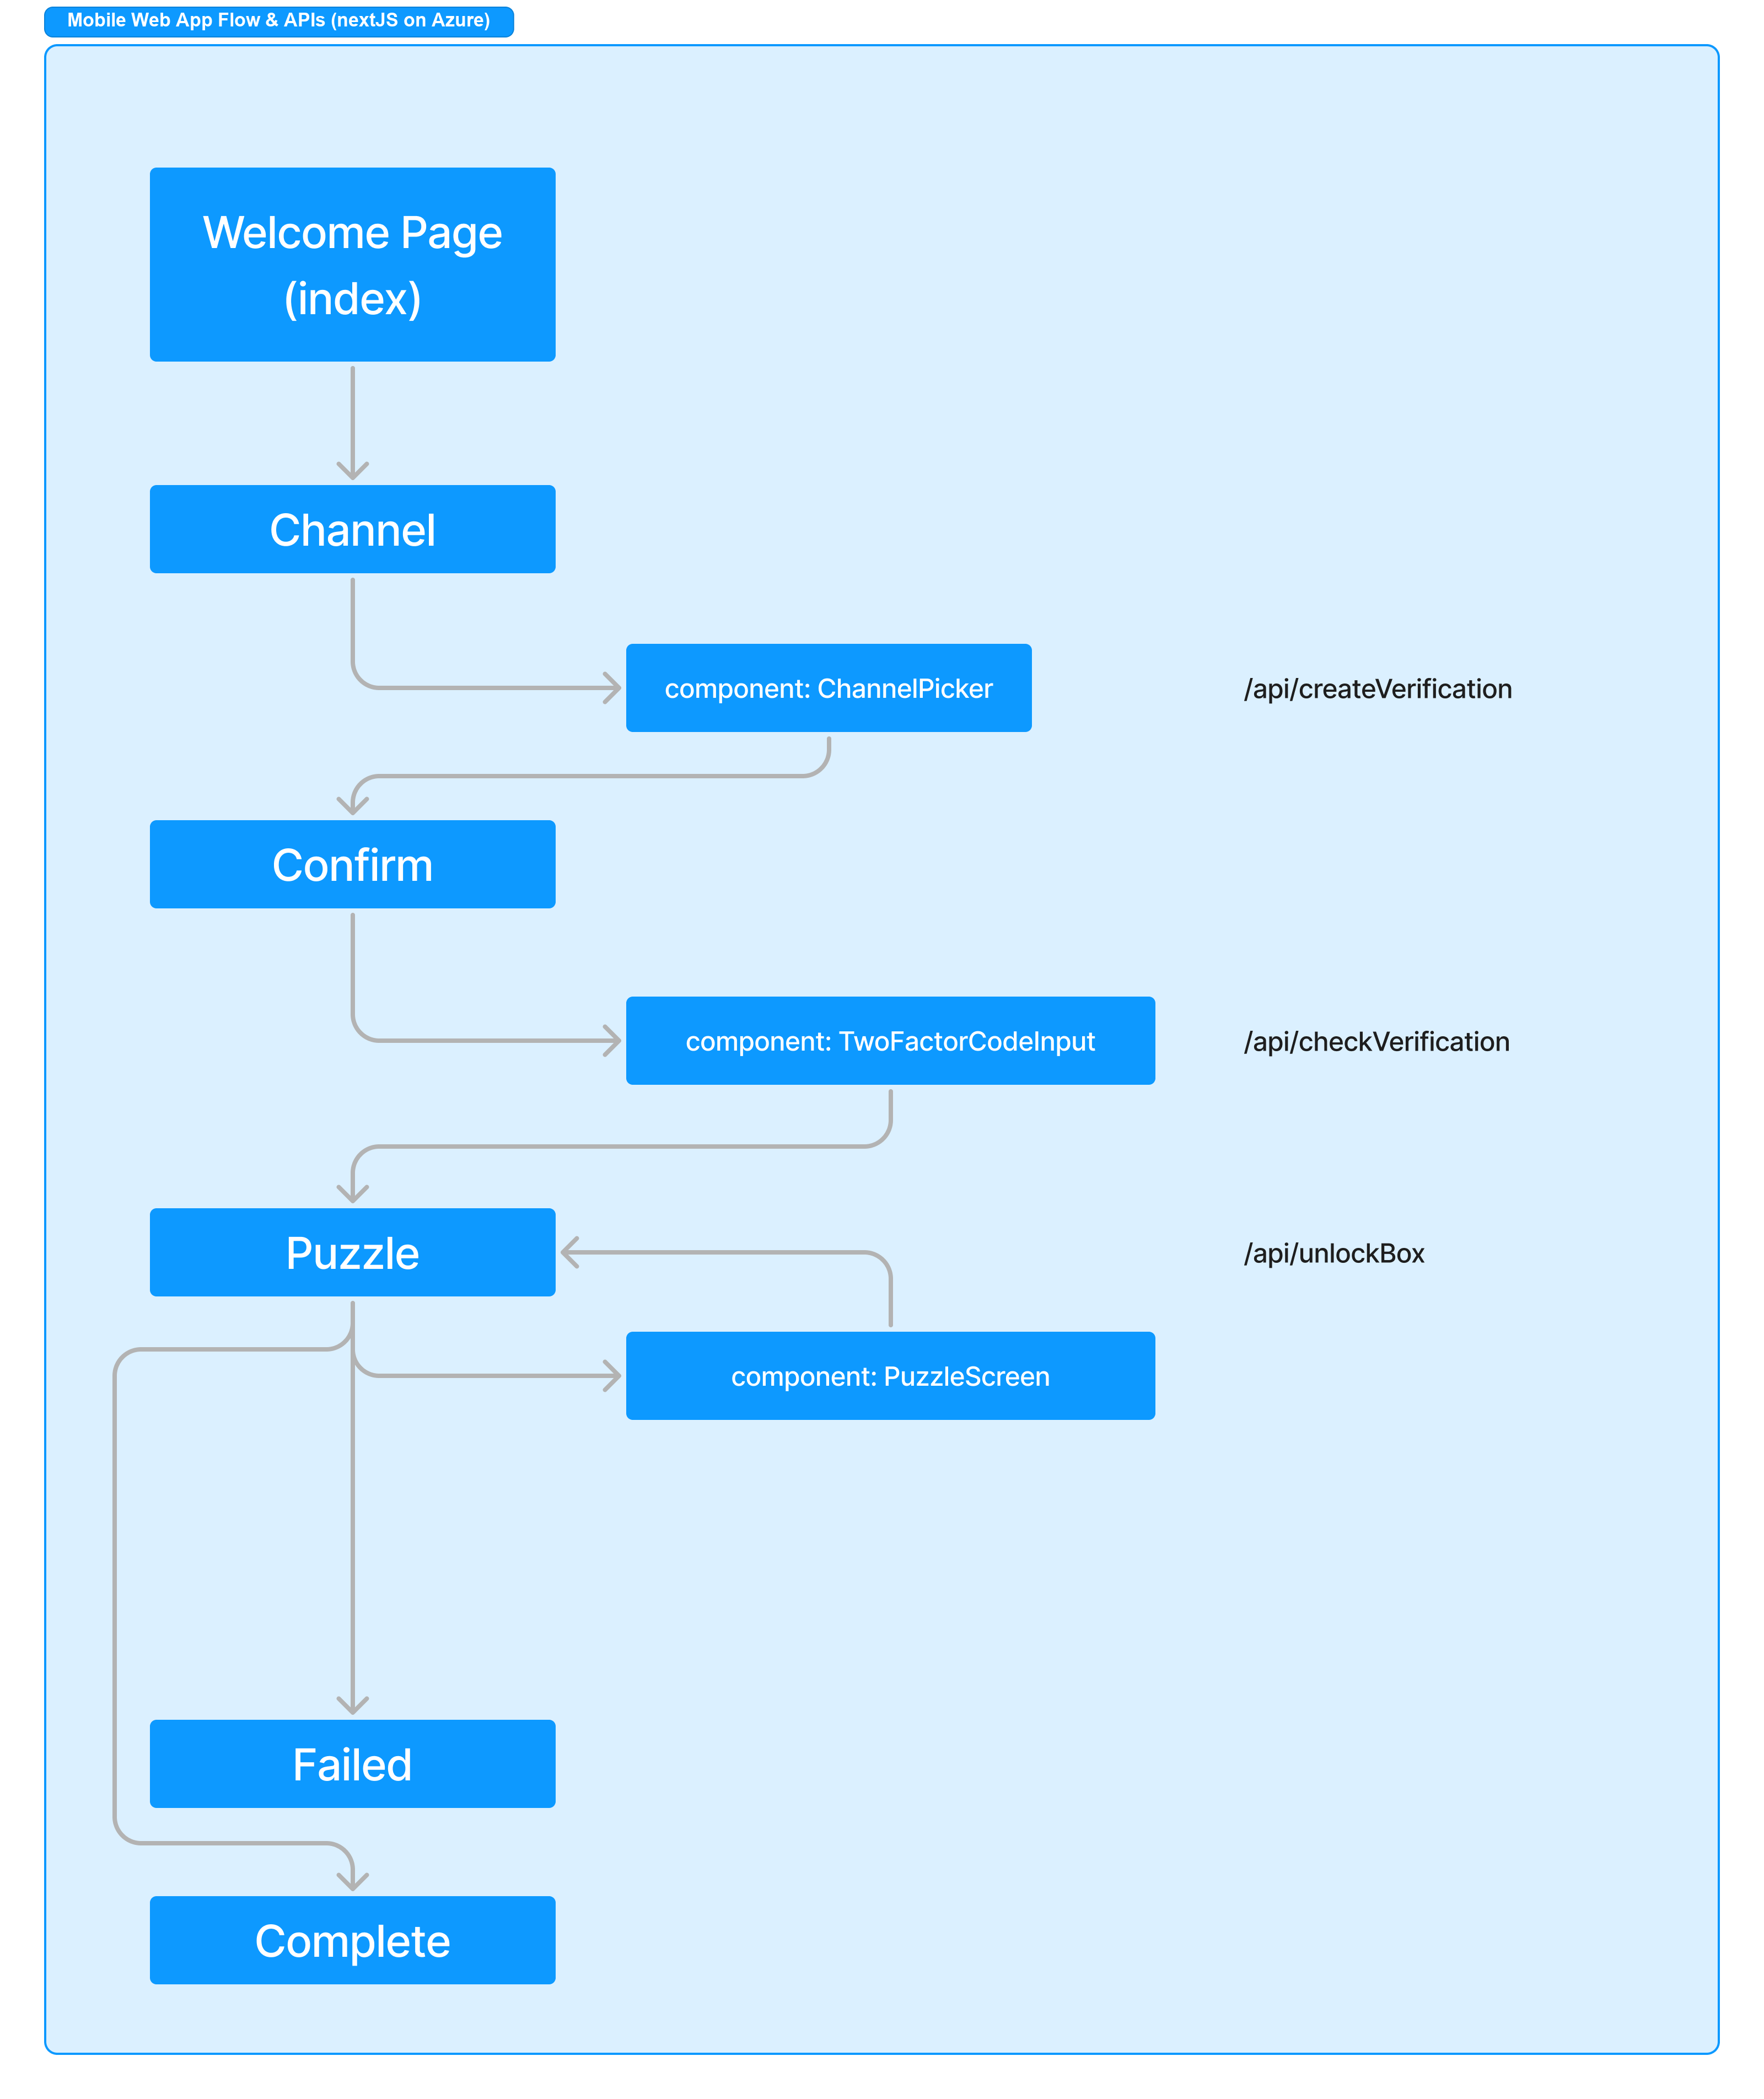 Mobile Web App Flow & APIs (nextJS on Azure)
Welcome Page
(index)
Channel
component: ChannelPicker
/api/createVerification
Confirm
component: TwoFactorCodeInput
/api/checkVerification
Puzzle
/api/unlockBox
component: PuzzleScreen
Failed
Complete